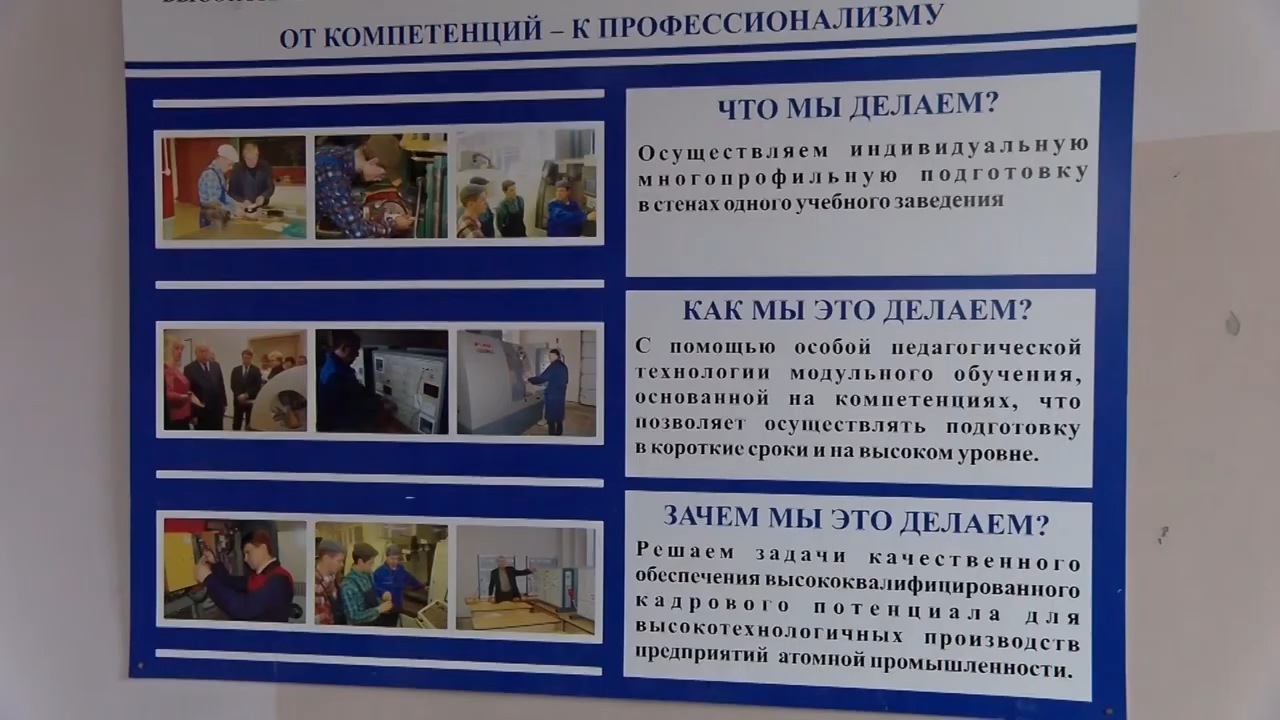 ОТ КОМПЕТЕНЦИЙ – К ПРОФЕССИОНАЛИЗМУ
ЧТО МЫ ДЕЛАЕМ?
Осуществляем индивидуальную
многопрофильную подготовку
в стенах одного учебного заведения
КАК МЫ ЭТО ДЕЛАЕМ?
С помощью особой педагогической
технологии модульного обучения,
основанной на компетенциях, что
позволяет осуществлять подготовку
в короткие сроки и на высоком уровне.
ЗАЧЕМ МЫ ЭТО ДЕЛАЕМ?
Решаем задачи качественного
обеспечения высококвалифицированного
кадрового потенциала для
высокотехнологичных производств
предприятий атомной промышленности.